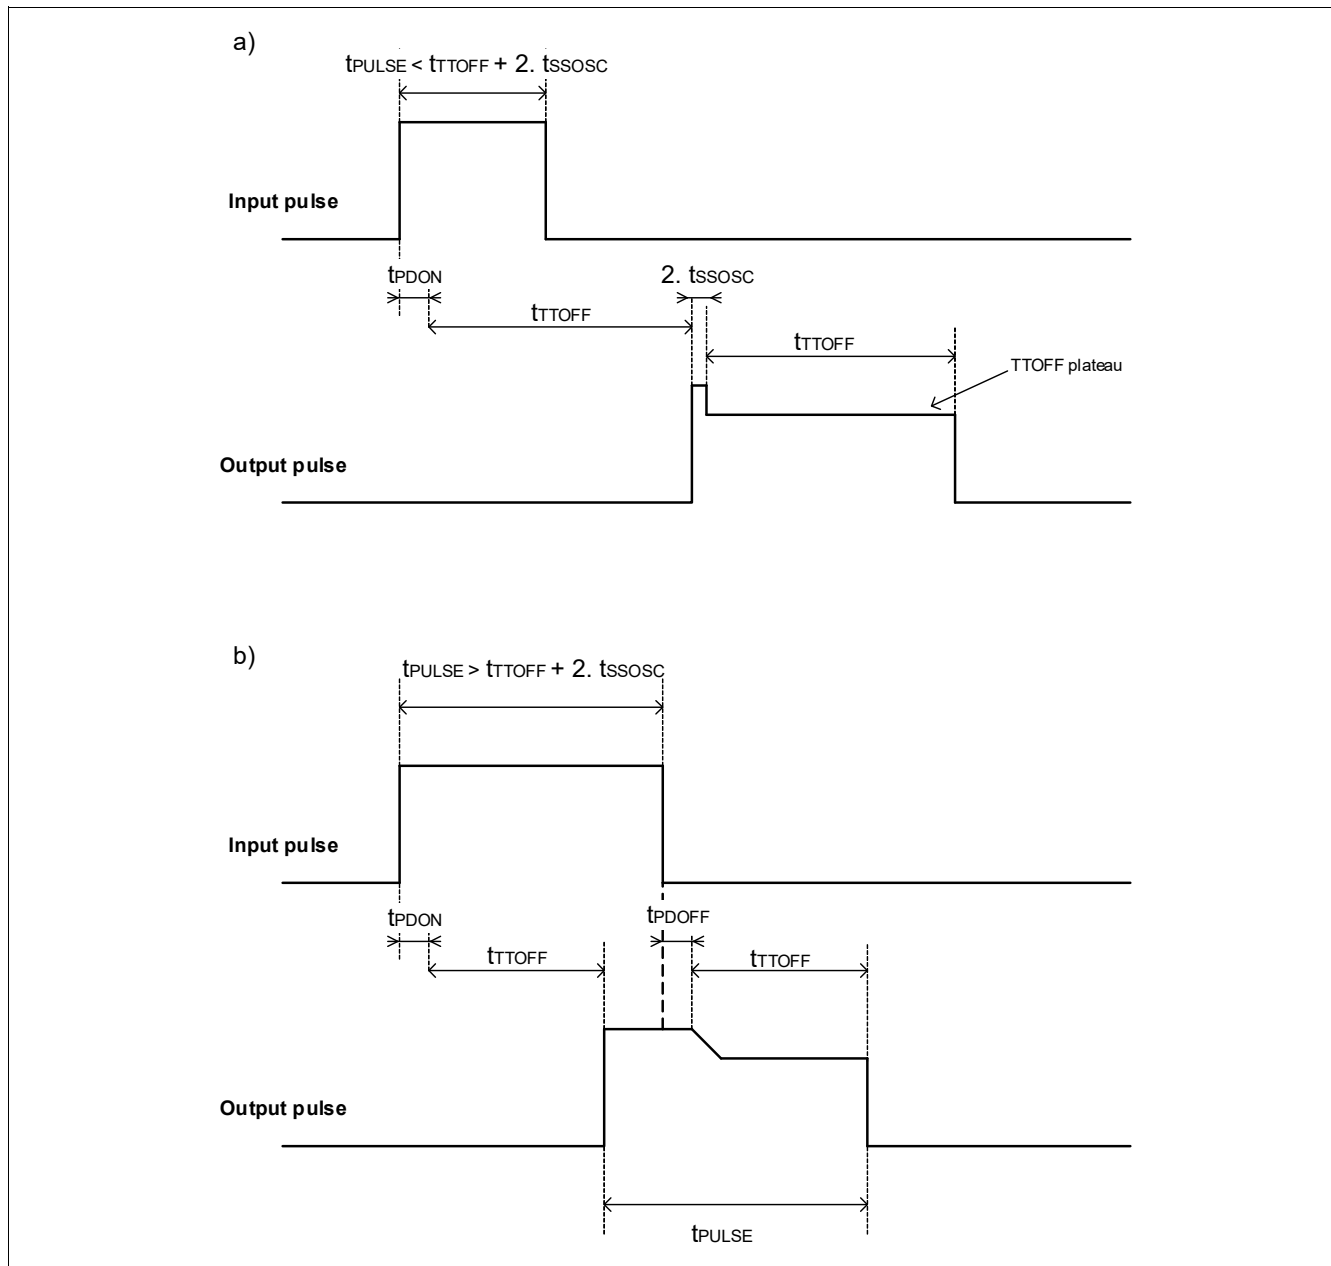 a)
tPULSE < tTTOFF + 2. tSSOSC
Input pulse
tPDON
2. tSSOSC
tTTOFF
tTTOFF
TTOFF plateau
Output pulse
b)
tPULSE > tTTOFF + 2. tSSOSC
Input pulse
tPDON
tPDOFF
tTTOFF
tTTOFF
Output pulse
tPULSE